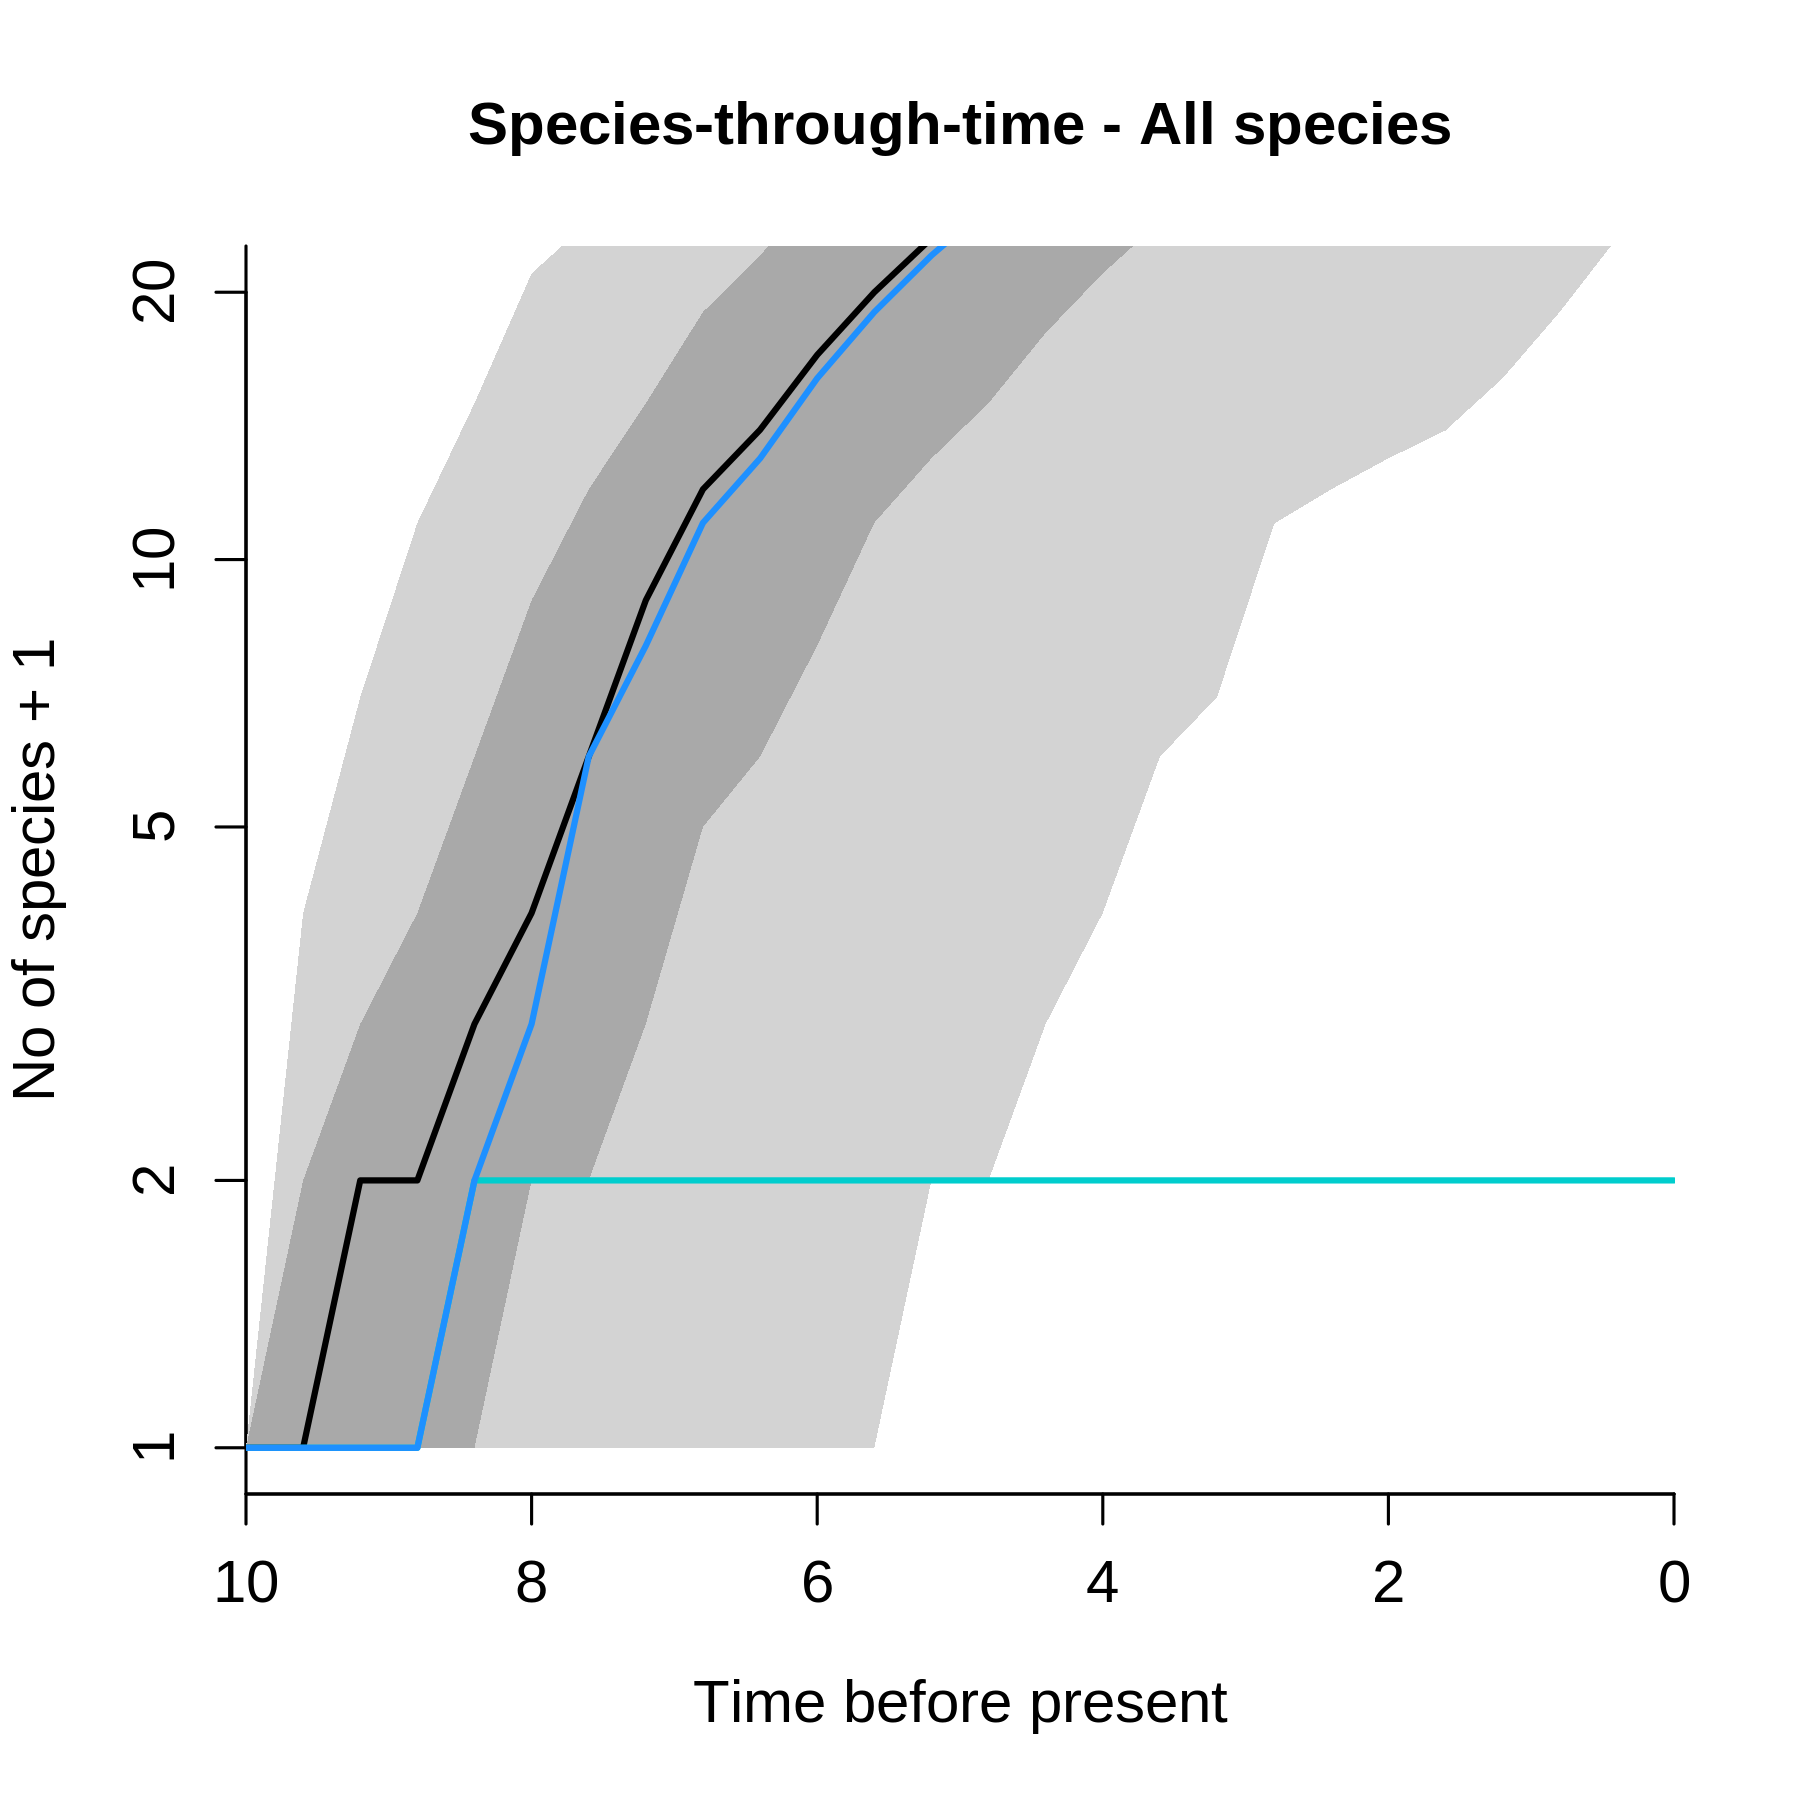 Species-through-time - All species
No of species + 1
20
10
5
2
1
10 8 6 4 2 0
Time before present